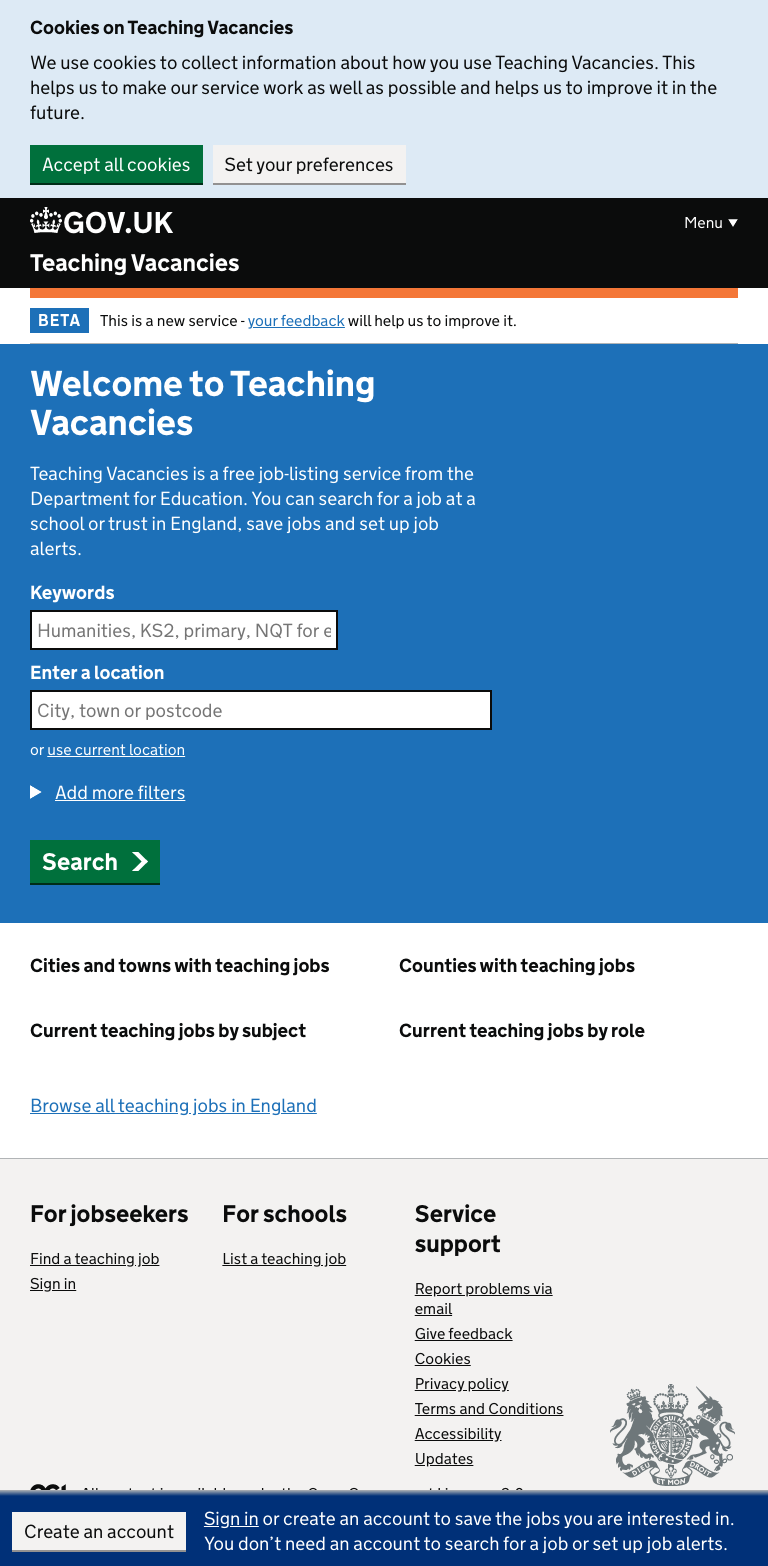 Cookies on Teaching Vacancies
We use cookies to collect information about how you use Teaching Vacancies. This
helps us to make our service work as well as possible and helps us to improve it in the
future.
Accept all cookies
Set your preferences
GOV.UK
Menu ▼
Teaching Vacancies
BETA
This is a new service - your feedback will help us to improve it.
Welcome to Teaching
Vacancies
Teaching Vacancies is a free job-listing service from the
Department for Education. You can search for a job at a
school or trust in England, save jobs and set up job
alerts.
Keywords
Humanities, KS2, primary, NQT for e
Enter a location
City, town or postcode
or use current location
Add more filters
Search
Cities and towns with teaching jobs
Counties with teaching jobs
Current teaching jobs by subject
Current teaching jobs by role
Browse all teaching jobs in England
For jobseekers
Find a teaching job
Sign in
For schools
List a teaching job
Service
support
Report problems via
email
Give feedback
Cookies
Privacy policy
Terms and Conditions
Accessibility
Updates
DIEU ET MON DROIT
Create an account
Sign in or create an account to save the jobs you are interested in.
You don’t need an account to search for a job or set up job alerts.